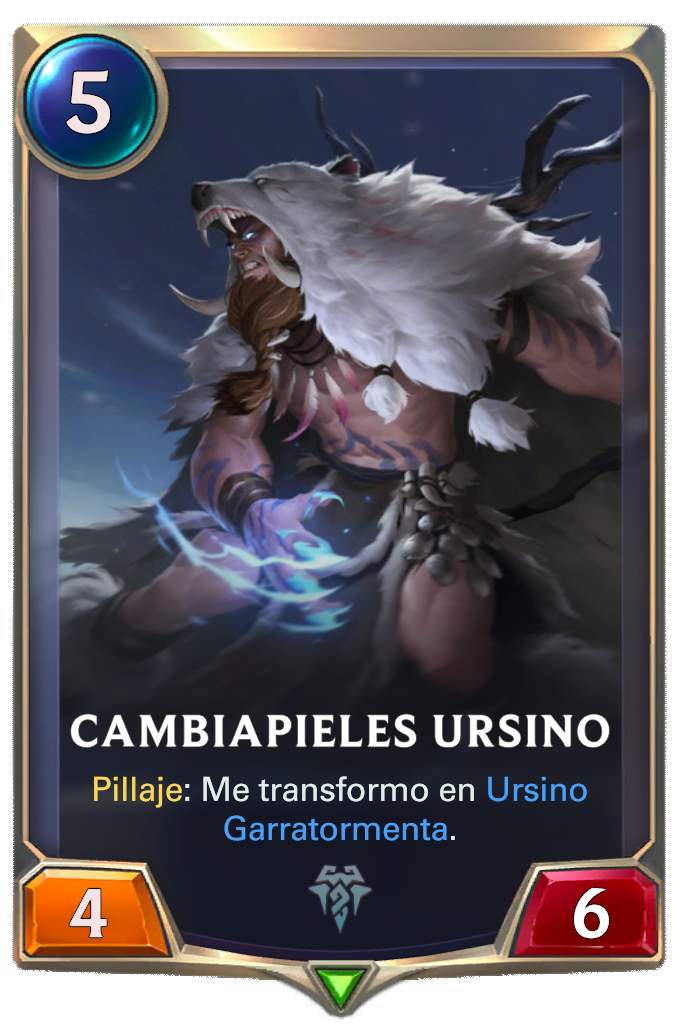 5
CAMBIAPIELES URSINO
Pillaje: Me transformo en Ursino
Garratormenta.
4
6